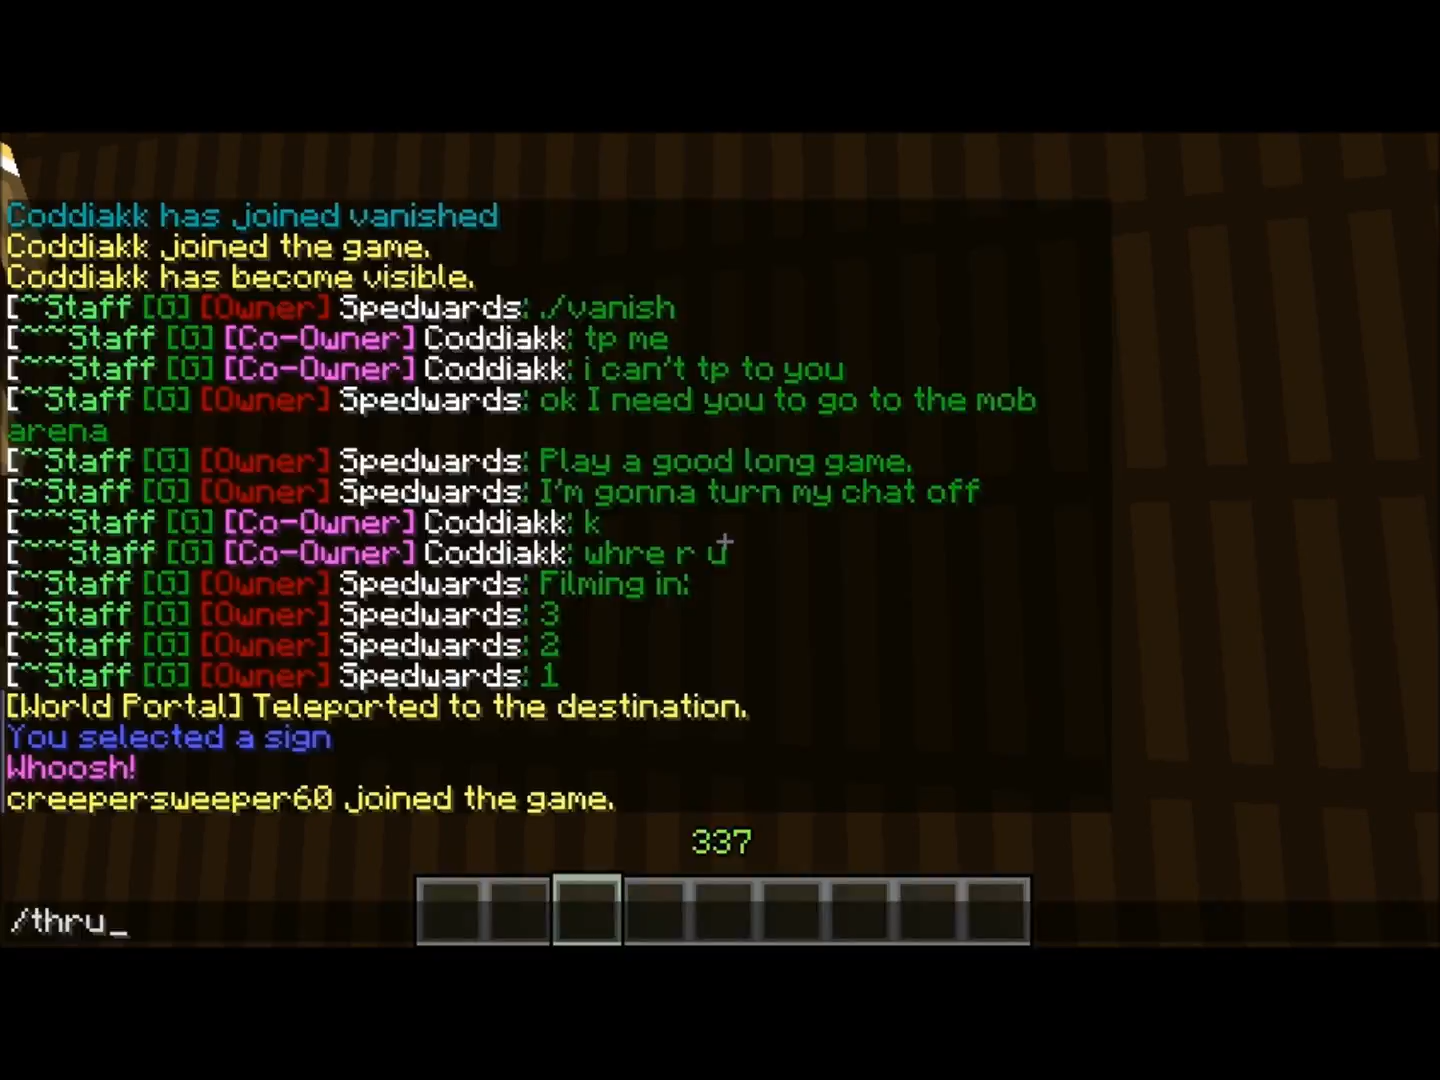 Coddiakk has joined vanished
Coddiakk joined the game.
Coddiakk has become visible.
[~~Staff [G] [Owner] Spedwards: ./vanish
[~~~Staff [G] [Co-Owner] Coddiakk: tp me
[~~~Staff [G] [Co-Owner] Coddiakk: i can't tp to you
[~~Staff [G] [Owner] Spedwards: ok I need you to go to the mob
arena
[~~Staff [G] [Owner] Spedwards: Play a good long game.
[~~Staff [G] [Owner] Spedwards: I'm gonna turn my chat off
[~~~Staff [G] [Co-Owner] Coddiakk: k
[~~~Staff [G] [Co-Owner] Coddiakk: whre r u
[~~Staff [G] [Owner] Spedwards: Filming in:
[~~Staff [G] [Owner] Spedwards: 3
[~~Staff [G] [Owner] Spedwards: 2
[~~Staff [G] [Owner] Spedwards: 1
[World Portal] Teleported to the destination.
You selected a sign
Whoosh!
creepersweeper60 joined the game.
337
/thru_